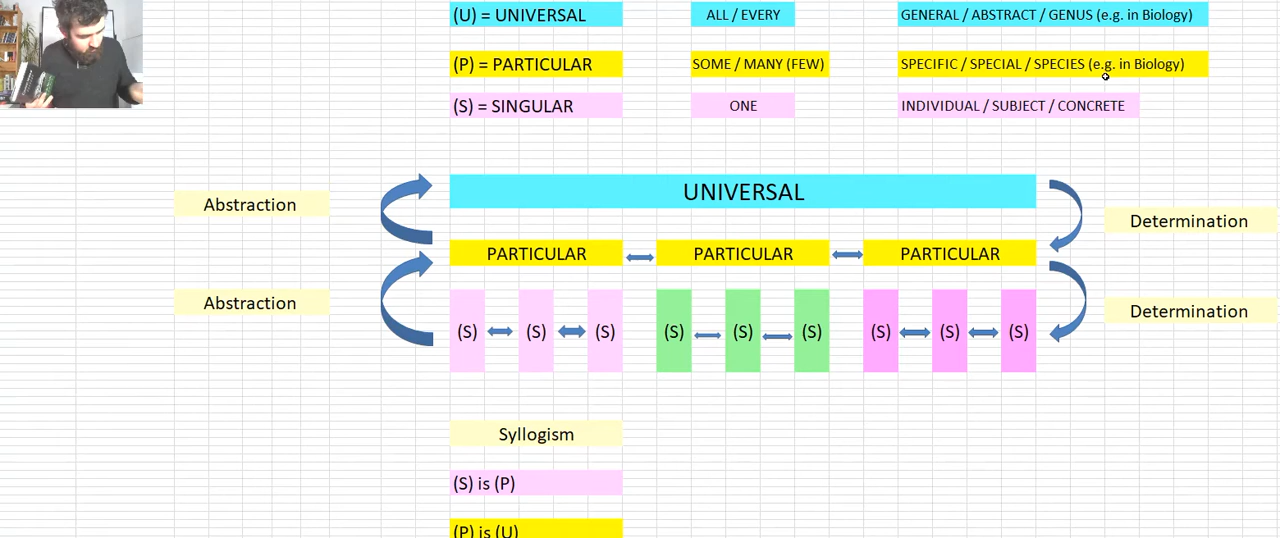 (U) = UNIVERSAL ALL / EVERY GENERAL / ABSTRACT / GENUS (e.g. in Biology)
(P) = PARTICULAR SOME / MANY (FEW) SPECIFIC / SPECIAL / SPECIES (e.g. in Biology)
(S) = SINGULAR ONE INDIVIDUAL / SUBJECT / CONCRETE
UNIVERSAL
Abstraction
Determination
PARTICULAR PARTICULAR PARTICULAR
Abstraction
Determination
(S) (S) (S) (S) (S) (S) (S) (S) (S)
Syllogism
(S) is (P)
(P) is (U)